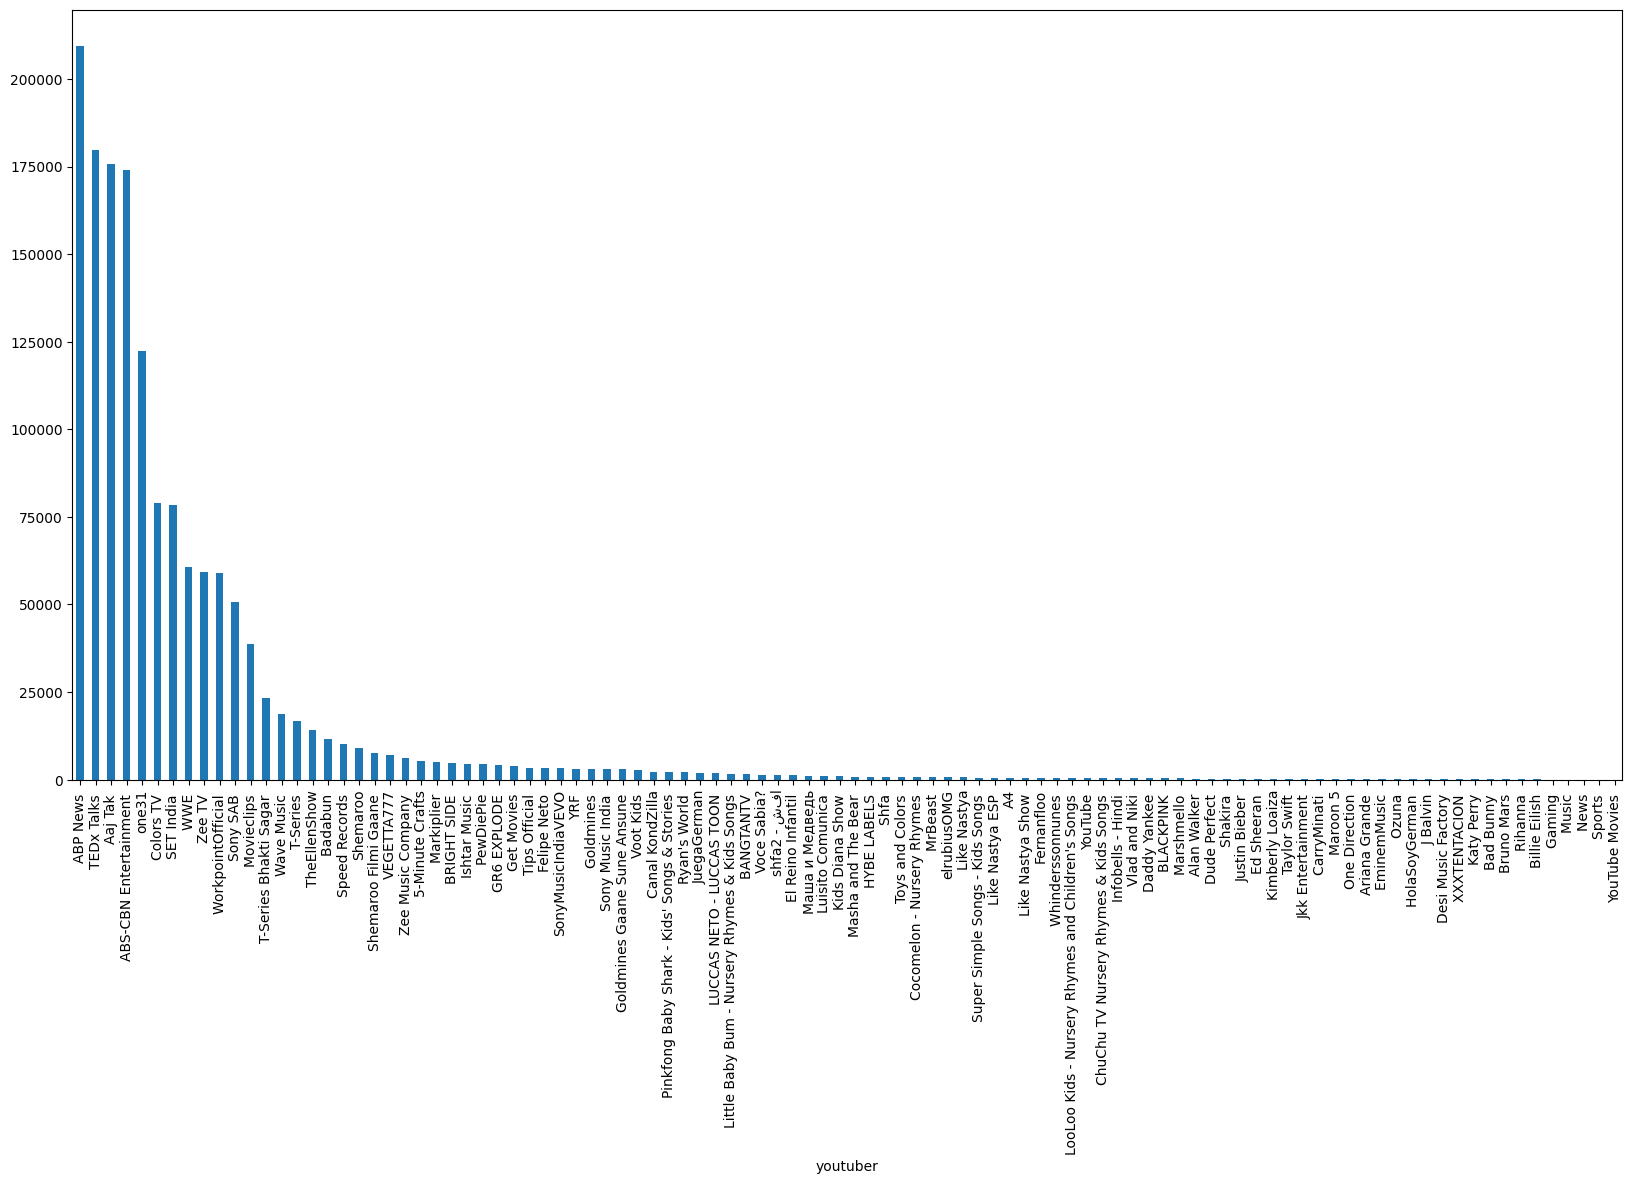 200000
175000
150000
125000
100000
75000
50000
25000
0
ABP News
TEDx Talks
Aaj Tak
ABS-CBN Entertainment
one31
Colors TV
SET India
WWE
Zee TV
WorkpointOfficial
Sony SAB
Movieclips
T-Series Bhakti Sagar
Wave Music
T-Series
TheEllenShow
Badabun
Speed Records
Shemaroo
Shemaroo Filmi Gaane
VEGETTA777
Zee Music Company
5-Minute Crafts
Markiplier
BRIGHT SIDE
Ishtar Music
PewDiePie
GR6 EXPLODE
Get Movies
Tips Official
Felipe Neto
SonyMusicIndiaVEVO
YRF
Goldmines
Sony Music India
Goldmines Gaane Sune Ansune
Voot Kids
Canal KondZilla
Pinkfong Baby Shark - Kids' Songs & Stories
Ryan's World
JuegaGerman
LUCCAS NETO - LUCCAS TOON
Little Baby Bum - Nursery Rhymes & Kids Songs
BANGTANTV
Voce Sabia?
shfa2 - شفا
El Reino Infantil
Маша и Медведь
Luisito Comunica
Kids Diana Show
Masha and The Bear
HYBE LABELS
Shfa
Toys and Colors
Cocomelon - Nursery Rhymes
MrBeast
elrubiusOMG
Like Nastya
Super Simple Songs - Kids Songs
Like Nastya ESP
A4
Like Nastya Show
Fernanfloo
Whinderssonnunes
LooLoo Kids - Nursery Rhymes and Children's Songs
YouTube
ChuChu TV Nursery Rhymes & Kids Songs
Infobells - Hindi
Vlad and Niki
Daddy Yankee
BLACKPINK
Marshmello
Alan Walker
Dude Perfect
Shakira
Justin Bieber
Ed Sheeran
Kimberly Loaiza
Taylor Swift
Jkk Entertainment
CarryMinati
Maroon 5
One Direction
Ariana Grande
EminemMusic
Ozuna
HolaSoyGerman
J Balvin
Desi Music Factory
XXXTENTACION
Katy Perry
Bad Bunny
Bruno Mars
Rihanna
Billie Eilish
Gaming
Music
News
Sports
YouTube Movies
youtuber